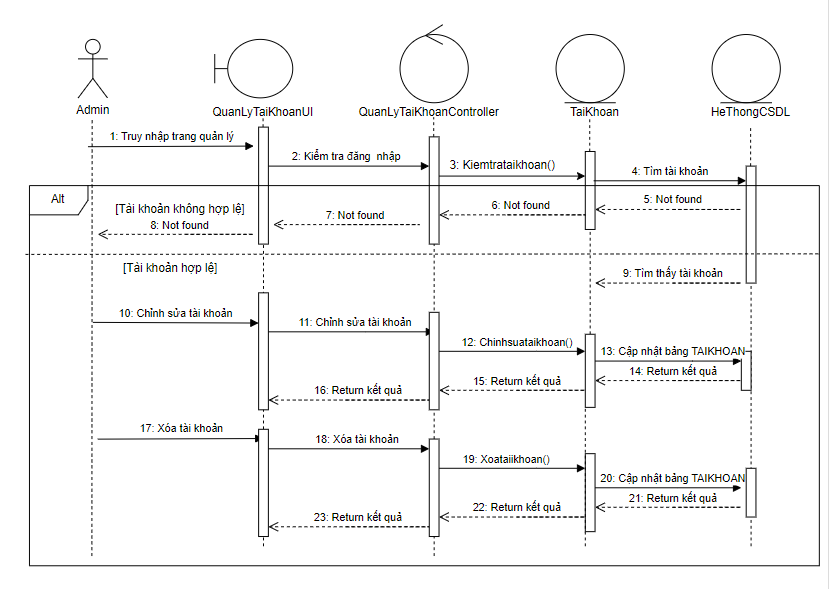 Admin
QuanLyTaiKhoanUI
QuanLyTaiKhoanController
TaiKhoan
HeThongCSDL
1: Truy nhập trang quản lý
2: Kiểm tra đăng nhập
3: Kiemtrataikhoan()
4: Tìm tài khoản
Alt
[Tài khoản không hợp lệ]
5: Not found
6: Not found
7: Not found
8: Not found
[Tài khoản hợp lệ]
9: Tìm thấy tài khoản
10: Chỉnh sửa tài khoản
11: Chỉnh sửa tài khoản
12: Chinhsuataikhoan()
13: Cập nhật bảng TAIKHOAN
14: Return kết quả
15: Return kết quả
16: Return kết quả
17: Xóa tài khoản
18: Xóa tài khoản
19: Xoataiikhoan()
20: Cập nhật bảng TAIKHOAN
21: Return kết quả
22: Return kết quả
23: Return kết quả